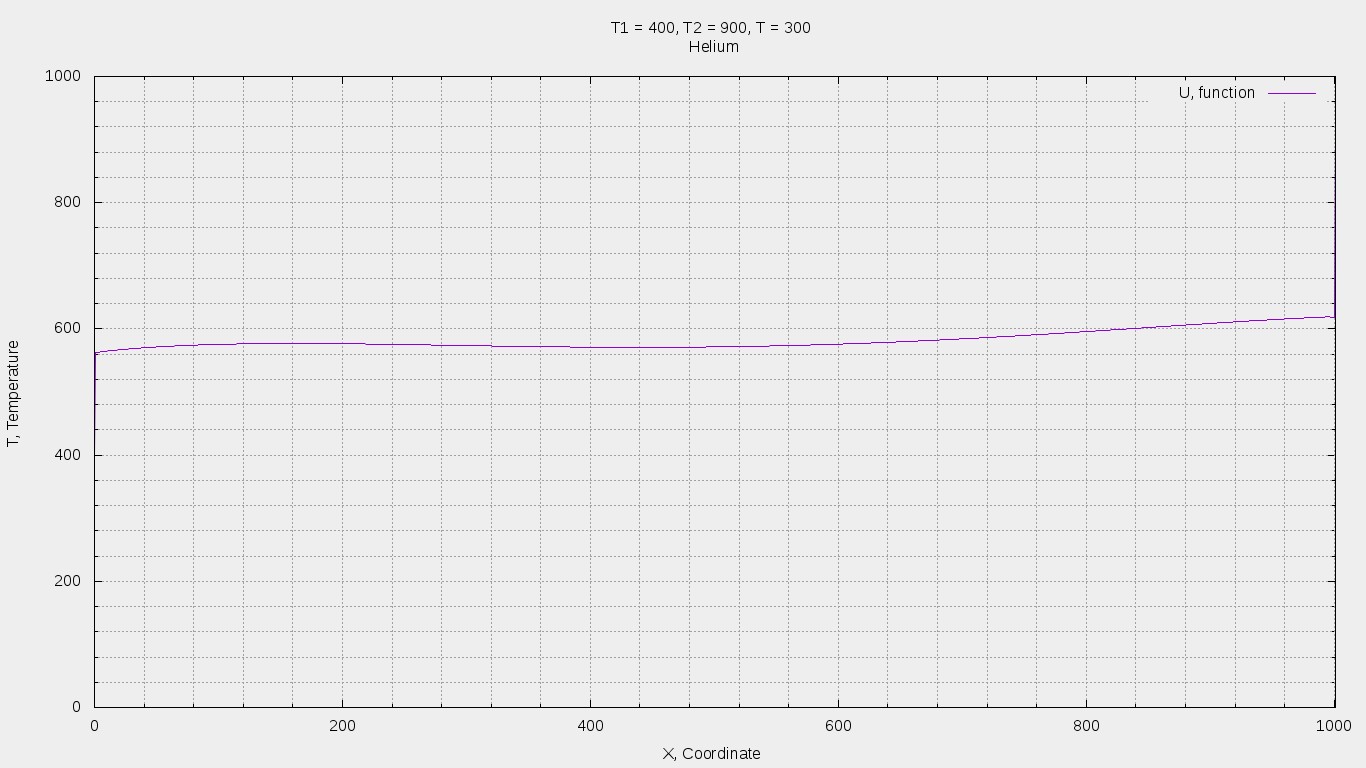 T1 = 400, T2 = 900, T = 300
Helium
U, function
1000
800
600
400
200
0
T, Temperature
0 200 400 600 800 1000
X, Coordinate